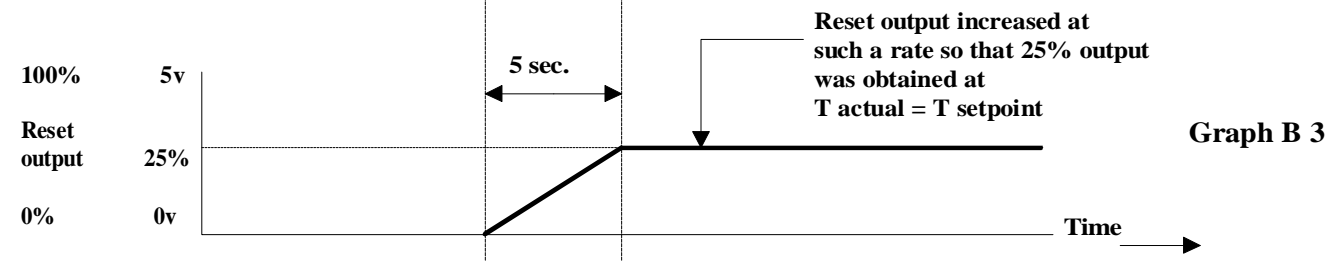 Reset output increased at
such a rate so that 25% output
was obtained at
T actual = T setpoint
5 sec.
100% 5v
Reset
output 25%
0% 0v
Graph B 3
Time